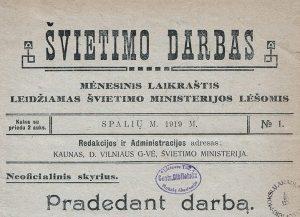 ŠVIETIMO DARBAS
MĖNESINIS LAIKRAŠTIS
LEIDŽIAMAS ŠVIETIMO MINISTERIJOS LĖŠOMIS
Kaina su
priedu 2 auks.
SPALIŲ M. 1919 M.
№ 1.
Redakcijos ir Administracijos adresas:
KAUNAS, D. VILNIAUS G-VĖ, ŠVIETIMO MINISTERIJA.
Neoficialinis skyrius.
Pradedant darbą.